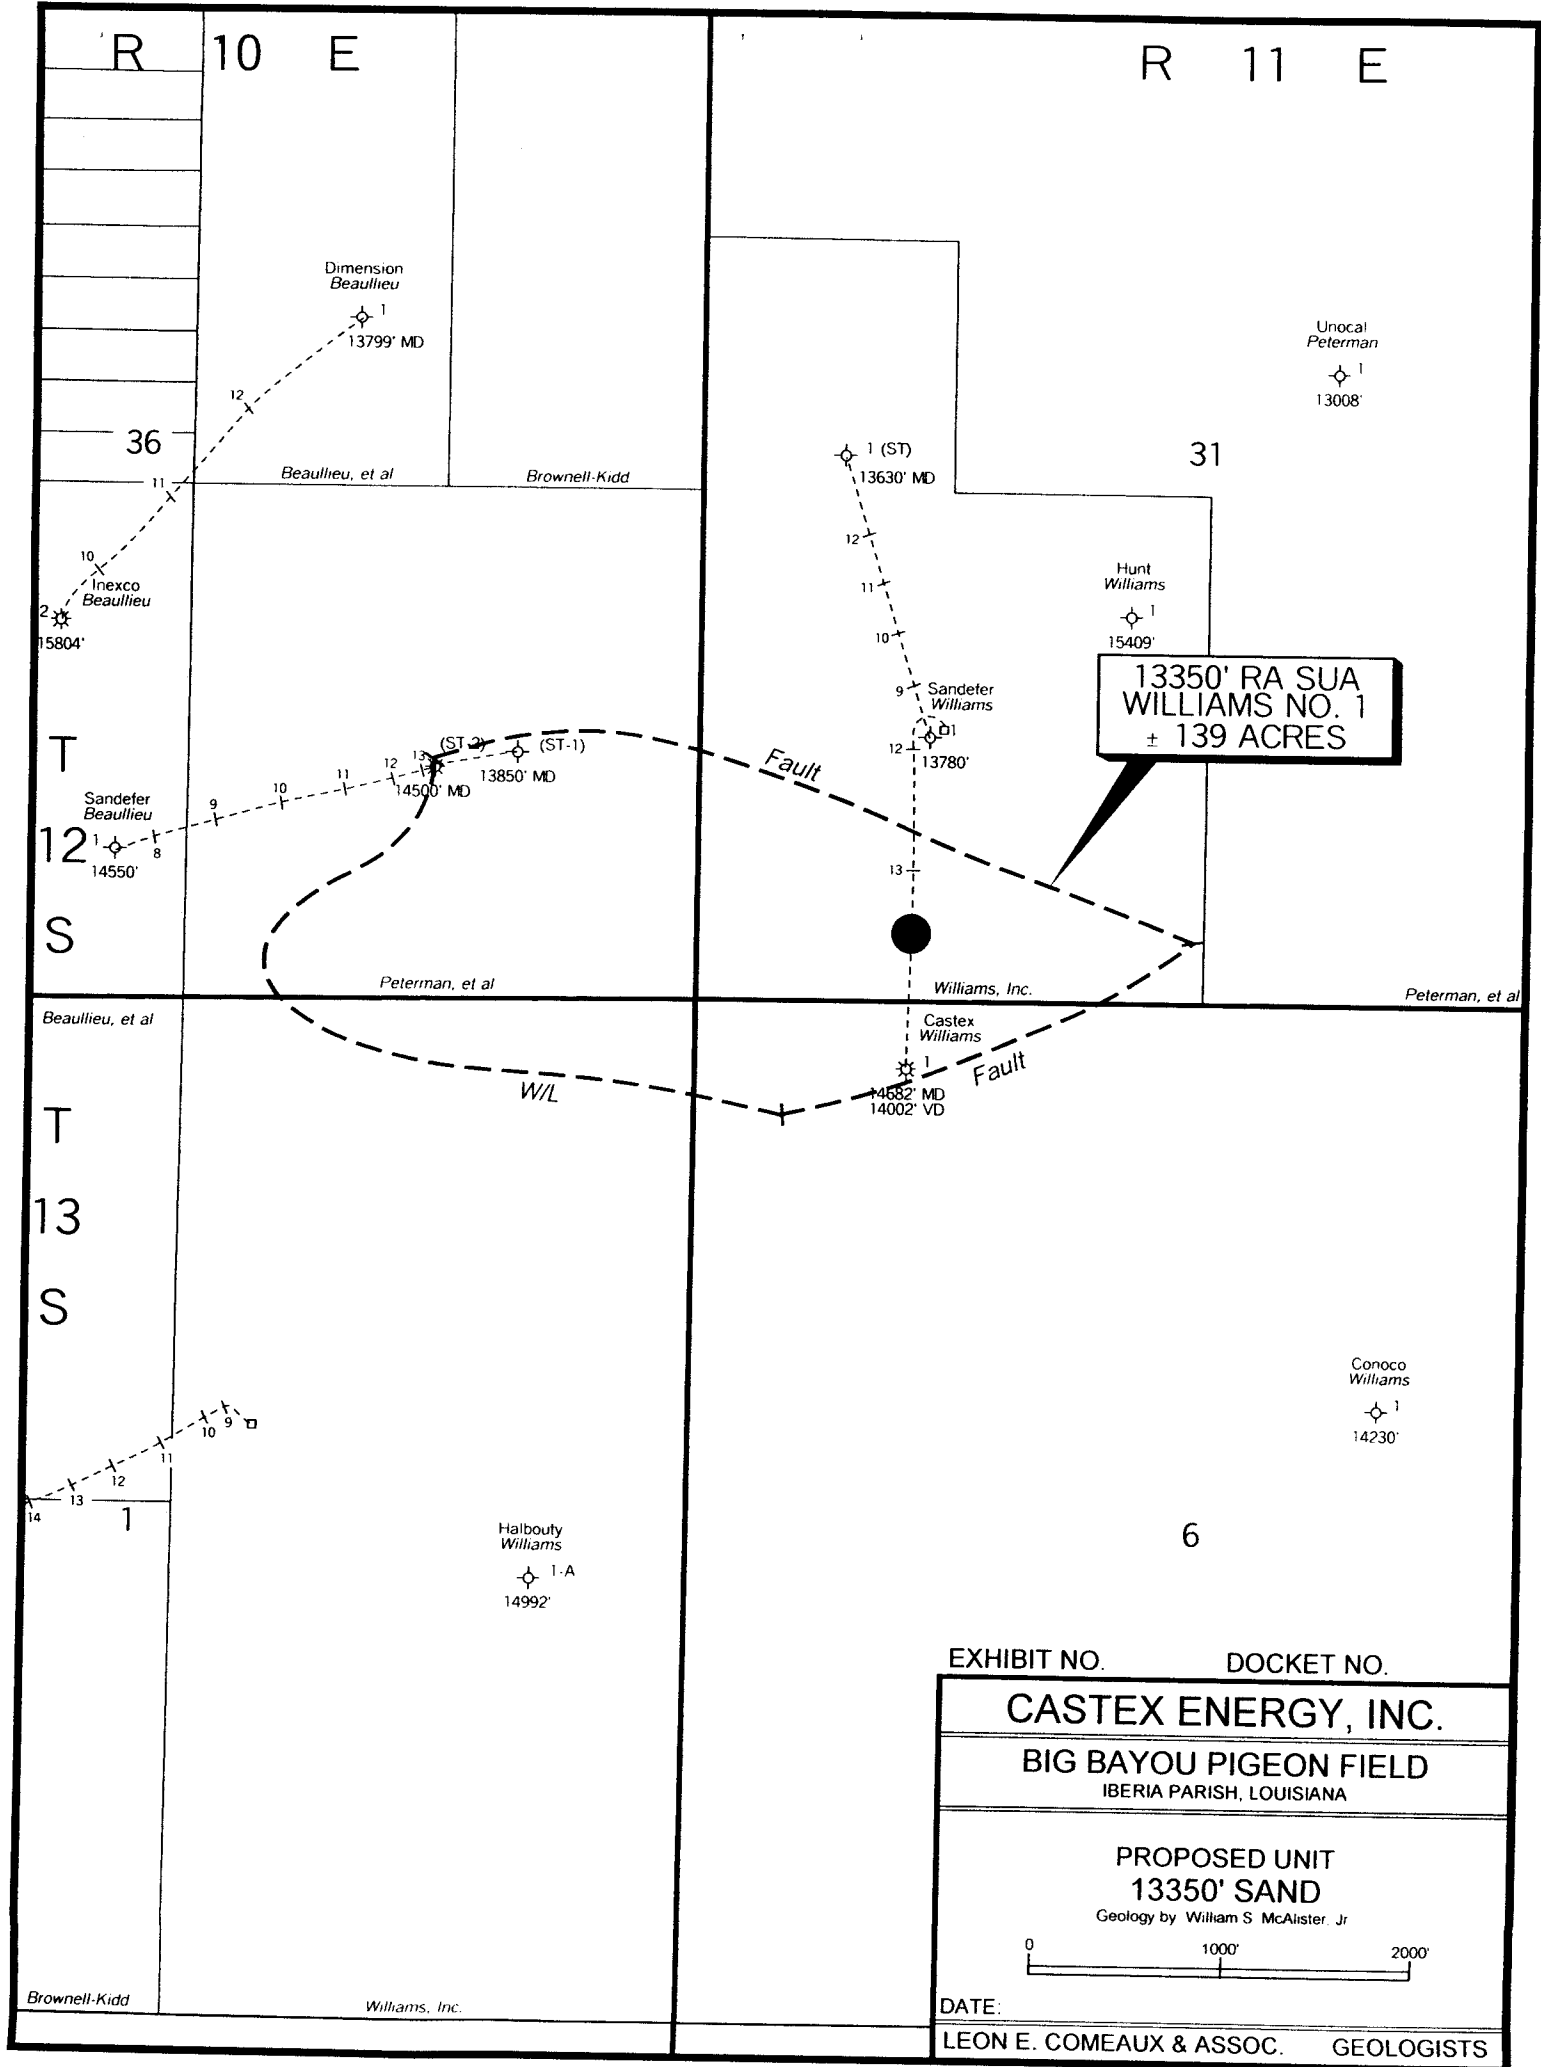 R 10 E
R 11 E
Dimension
Beaullieu
1
13799' MD
12
Unocal
Peterman
1
13008'
36
31
1 (ST)
13630' MD
Beaullieu, et al
Brownell-Kidd
11
12
10
11
Inexco
Beaullieu
2
15804'
Hunt
Williams
1
15409'
10
9
Sandefer
Williams
1
12
13780'
13350' RA SUA
WILLIAMS NO. 1
± 139 ACRES
T
12
S
(ST-2)
(ST-1)
13
12
11
10
9
8
13850' MD
14500' MD
Fault
Sandefer
Beaullieu
1
14550'
13
Peterman, et al
Williams, Inc.
Peterman, et al
Beaullieu, et al
Castex
Williams
1
14682' MD
14002' VD
Fault
W/L
T
13
S
Conoco
Williams
1
14230'
9
10
11
12
13
14
1
Halbouty
Williams
1-A
14992'
6
EXHIBIT NO. DOCKET NO.
CASTEX ENERGY, INC.
BIG BAYOU PIGEON FIELD
IBERIA PARISH, LOUISIANA
PROPOSED UNIT
13350' SAND
Geology by William S. McAlister, Jr
0 1000' 2000'
Brownell-Kidd
Williams, Inc.
DATE:
LEON E. COMEAUX & ASSOC. GEOLOGISTS